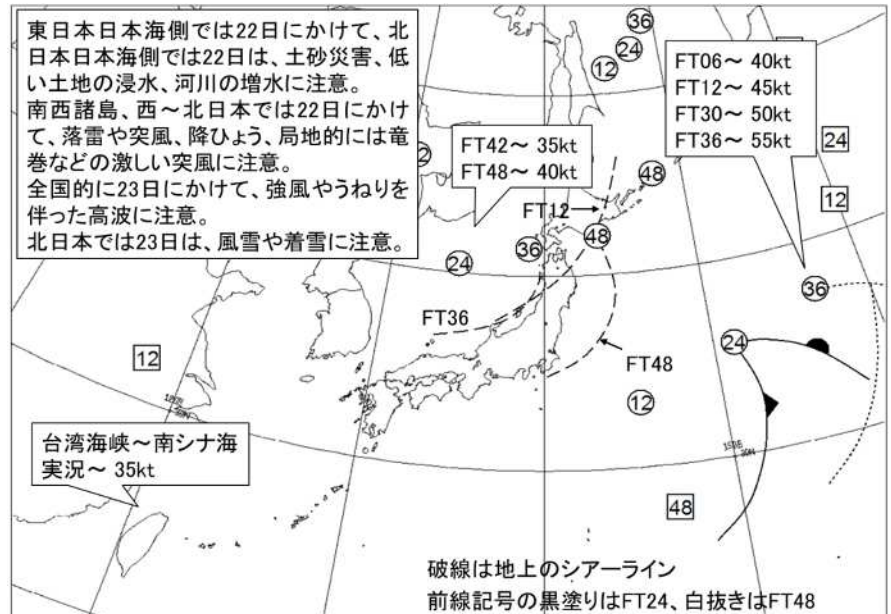 東日本日本海側では22日にかけて、北
日本日本海側では22日は、土砂災害、低
い土地の浸水、河川の増水に注意。
南西諸島、西～北日本では22日にかけ
て、落雷や突風、降ひょう、局地的には竜
巻などの激しい突風に注意。
全国的に23日にかけて、強風やうねりを
伴った高波に注意。
北日本では23日は、風雪や着雪に注意。
36
24
12
FT06～ 40kt
FT12～ 45kt
FT30～ 50kt
FT36～ 55kt
24
12
FT42～ 35kt
FT48～ 40kt
48
FT12
48
36
24
36
FT36
24
12
FT48
12
台湾海峡～南シナ海
実況～ 35kt
48
破線は地上のシアーライン
前線記号の黒塗りはFT24、白抜きはFT48